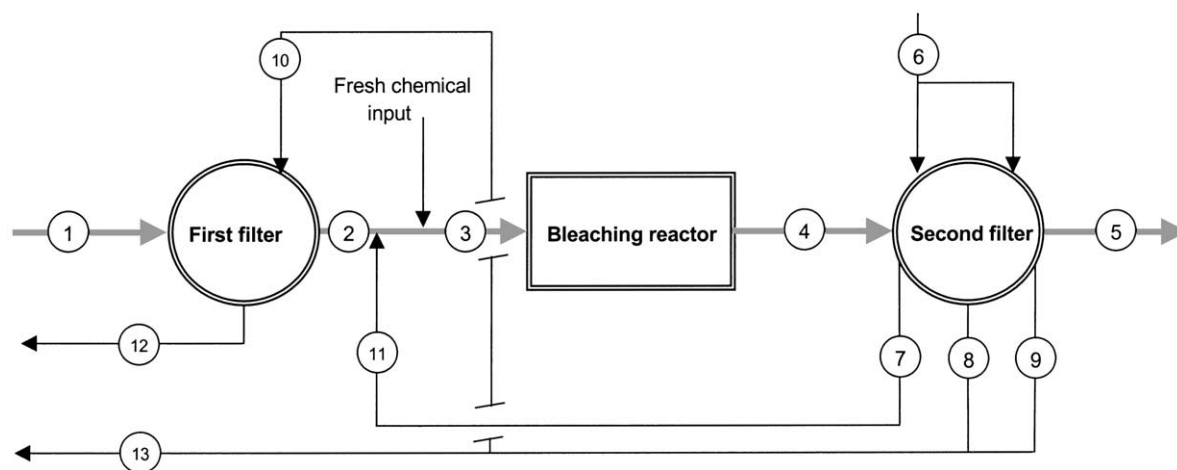 10
6
Fresh chemical
input
1
First filter
2
3
Bleaching reactor
4
Second filter
5
12
11
7
8
9
13